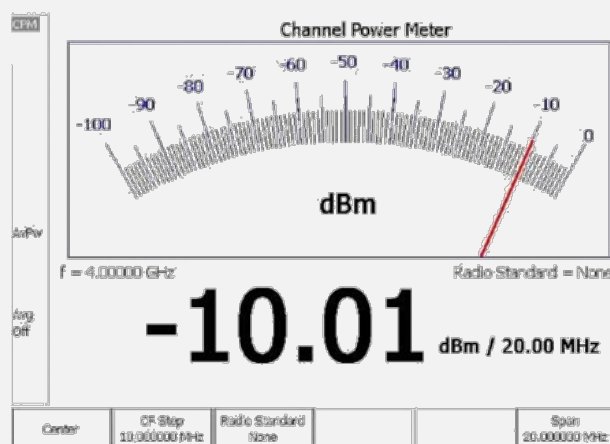 CPM
Channel Power Meter
-100 -90 -80 -70 -60 -50 -40 -30 -20 -10 0
dBm
f = 4.00000 GHz Radio Standard = None
-10.01 dBm / 20.00 MHz
Avg
Off
Center
CF Step
10.000000 MHz
Radio Standard
None
Span
20.000000 MHz